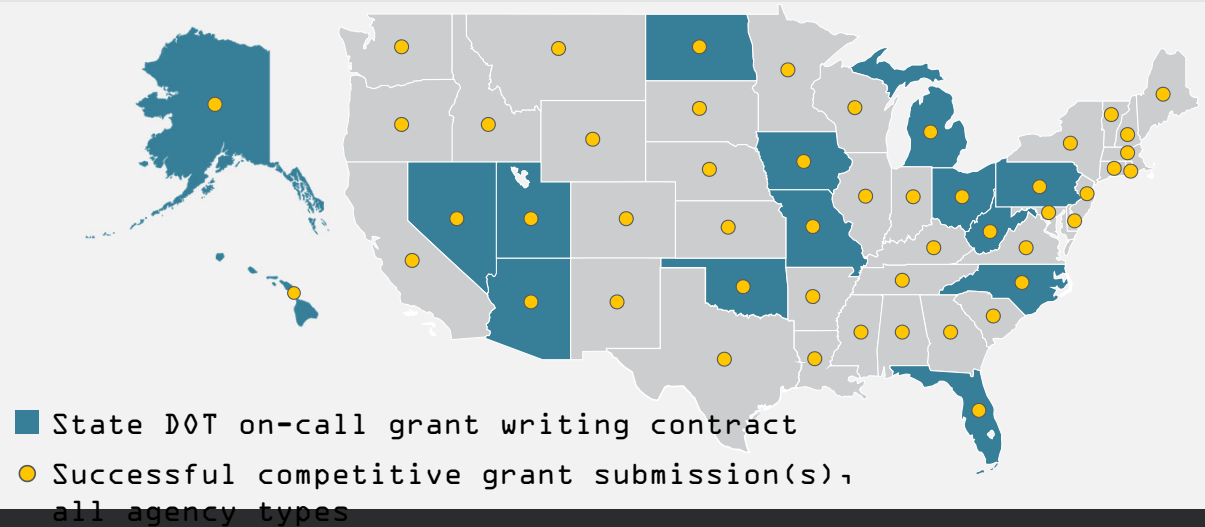 State DOT on-call grant writing contract
Successful competitive grant submission(s),
all agency types